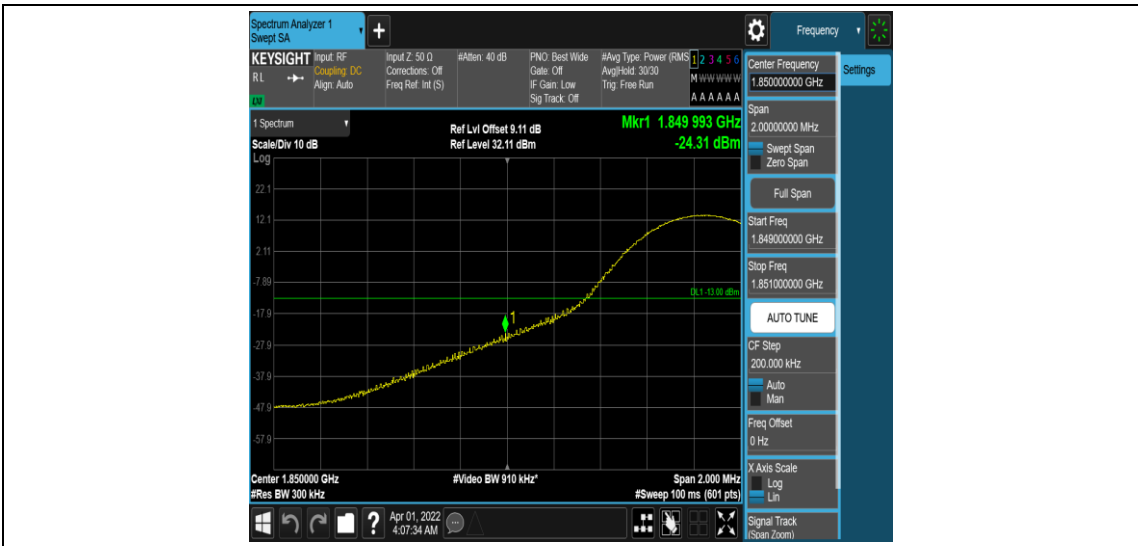 Spectrum Analyzer 1
Swept SA
+
Frequency
KEYSIGHT
RL
LXI
Input: RF
Coupling: DC
Align: Auto
Input Z: 50 Ω
Corrections: Off
Freq Ref: Int (S)
#Atten: 40 dB
PNO: Best Wide
Gate: Off
IF Gain: Low
Sig Track: Off
#Avg Type: Power (RMS
Avg|Hold: 30/30
Trig: Free Run
1 2 3 4 5 6
M W W W W W
A A A A A A
1 Spectrum
Scale/Div 10 dB
Log
Ref Lvl Offset 9.11 dB
Ref Level 32.11 dBm
Mkr1 1.849 993 GHz
-24.31 dBm
22.1
12.1
2.11
-7.89
-17.9
-27.9
-37.9
-47.9
-57.9
DL1 -13.00 dBm
1
Center 1.850000 GHz
#Res BW 300 kHz
#Video BW 910 kHz*
Span 2.000 MHz
#Sweep 100 ms (601 pts)
?
Apr 01, 2022
4:07:34 AM
Center Frequency
1.850000000 GHz
Settings
Span
2.00000000 MHz
Swept Span
Zero Span
Full Span
Start Freq
1.849000000 GHz
Stop Freq
1.851000000 GHz
AUTO TUNE
CF Step
200.000 kHz
Auto
Man
Freq Offset
0 Hz
X Axis Scale
Log
Lin
Signal Track
(Span Zoom)